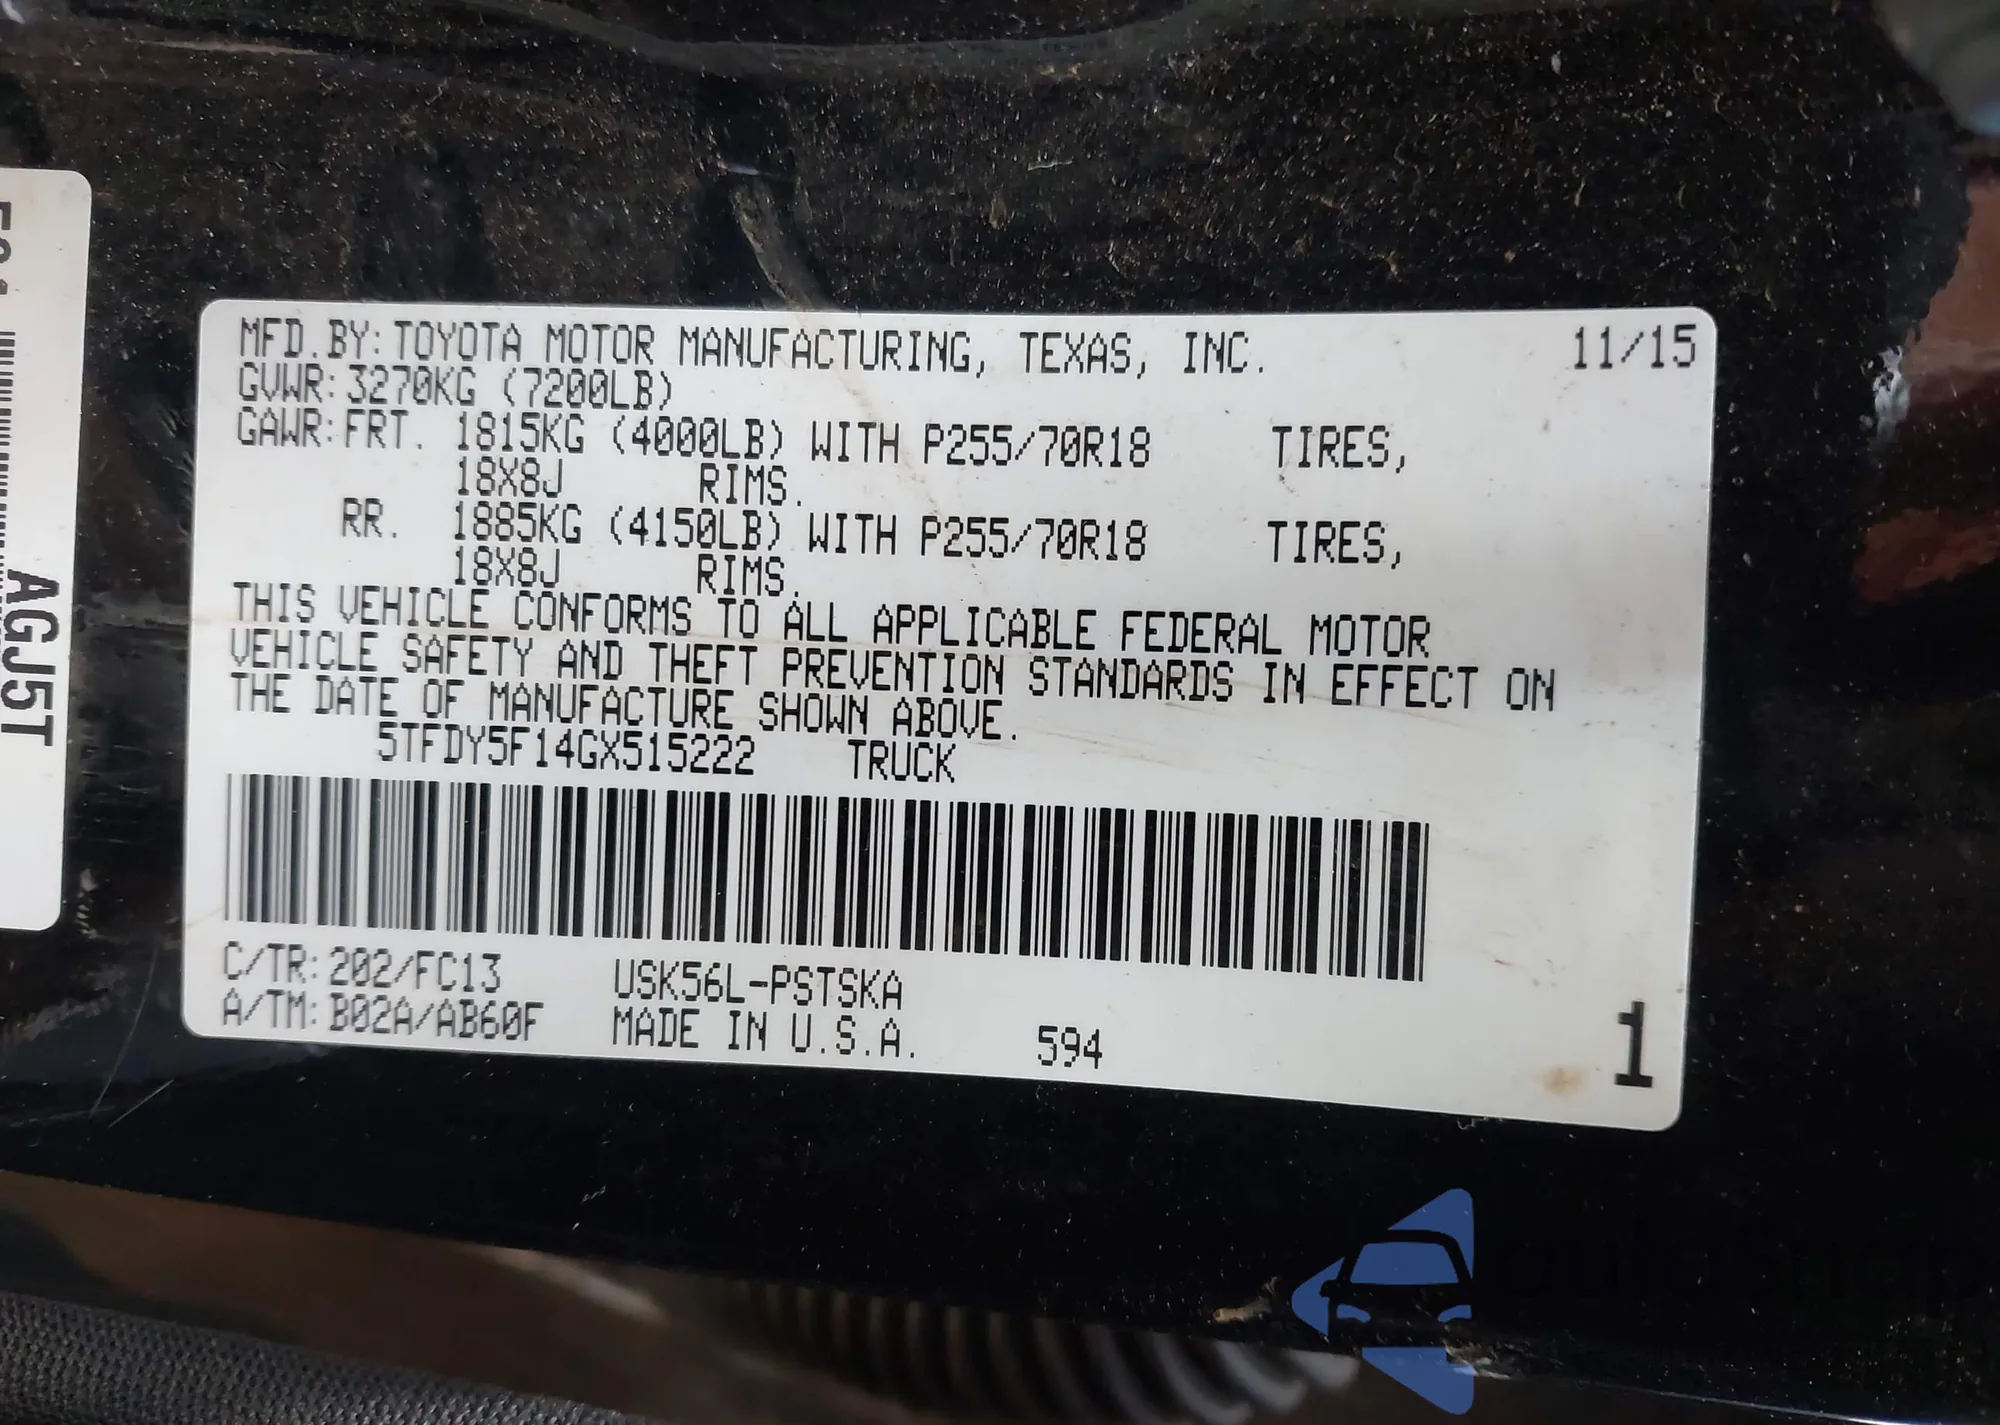 MFD.BY: TOYOTA MOTOR MANUFACTURING, TEXAS, INC. 11/15
GVWR: 3270KG (7200LB)
GAWR: FRT. 1815KG (4000LB) WITH P255/70R18 TIRES,
18X8J RIMS.
RR. 1885KG (4150LB) WITH P255/70R18 TIRES,
18X8J RIMS.
THIS VEHICLE CONFORMS TO ALL APPLICABLE FEDERAL MOTOR
VEHICLE SAFETY AND THEFT PREVENTION STANDARDS IN EFFECT ON
THE DATE OF MANUFACTURE SHOWN ABOVE.
5TFDY5F14GX515222 TRUCK
C/TR: 202/FC13 USK56L-PSTSKA
A/TM: B02A/AB60F MADE IN U.S.A. 594 1
AGJ5T